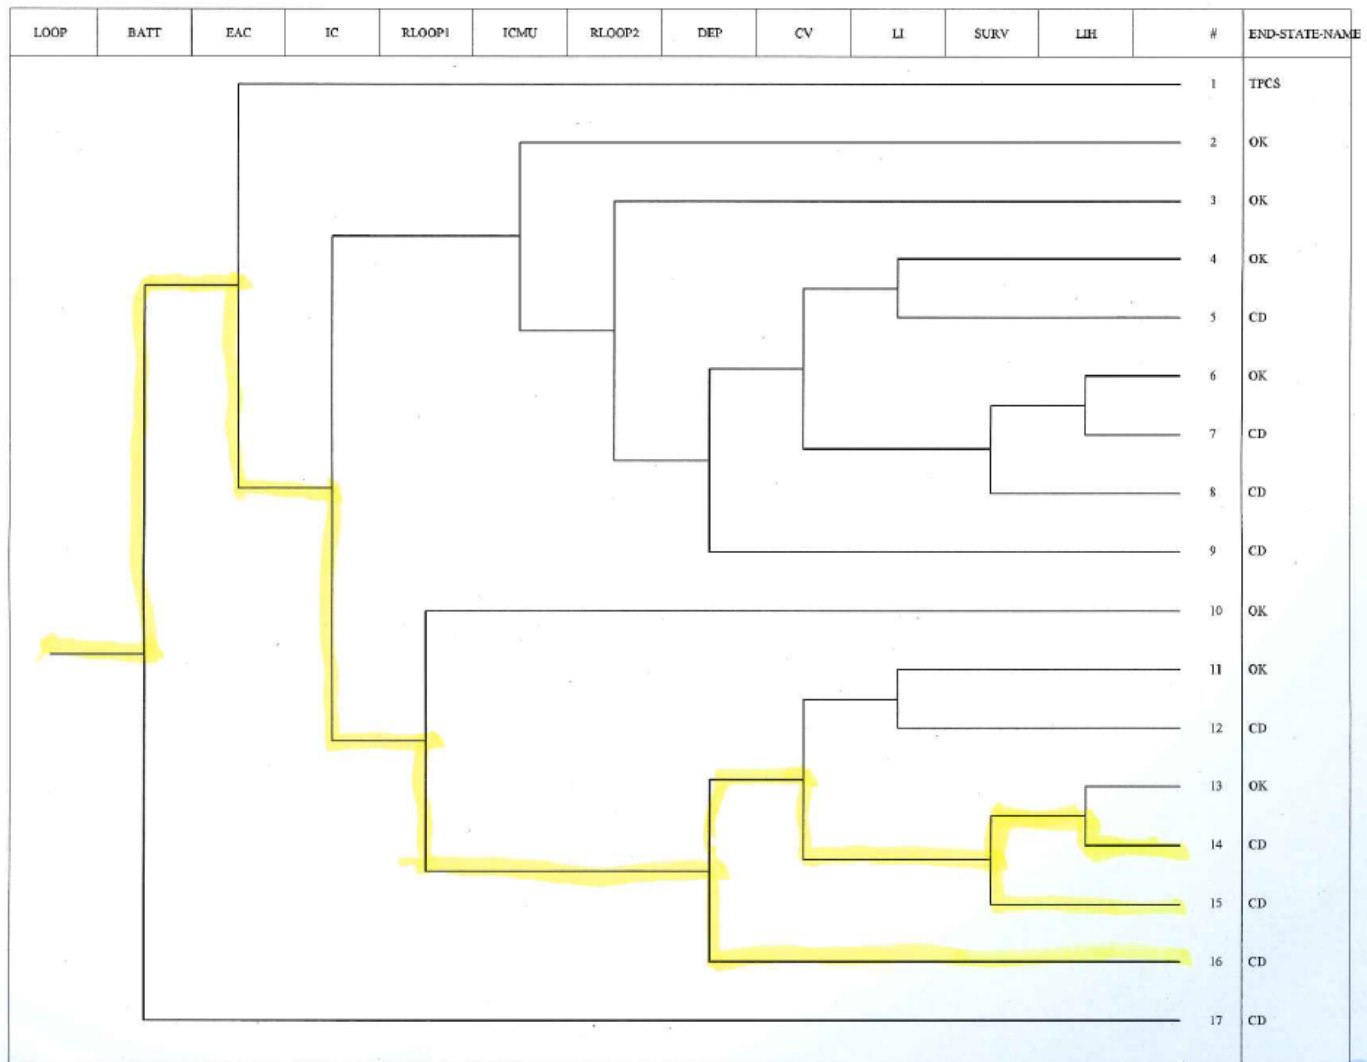 LOOP BATT EAC IC RLOOP1 ICMU RLOOP2 DEP CV LI SURV LIH # END-STATE-NAME
1 TPCS
2 OK
3 OK
4 OK
5 CD
6 OK
7 CD
8 CD
9 CD
10 OK
11 OK
12 CD
13 OK
14 CD
15 CD
16 CD
17 CD